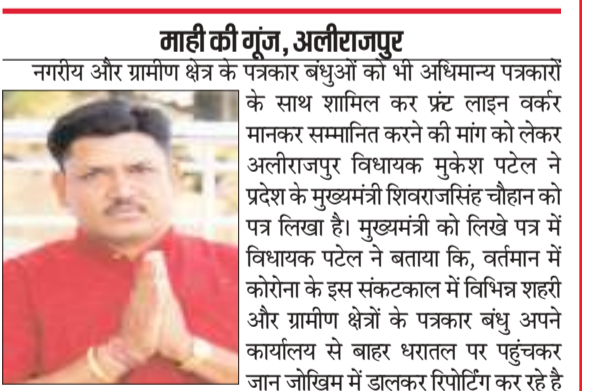 माही की गूंज, अलीराजपुर
नगरीय और ग्रामीण क्षेत्र के पत्रकार बंधुओं को भी अधिमान्य पत्रकारों
के साथ शामिल कर फ्रंट लाइन वर्कर
मानकर सम्मानित करने की मांग को लेकर
अलीराजपुर विधायक मुकेश पटेल ने
प्रदेश के मुख्यमंत्री शिवराजसिंह चौहान को
पत्र लिखा है। मुख्यमंत्री को लिखे पत्र में
विधायक पटेल ने बताया कि, वर्तमान में
कोरोना के इस संकटकाल में विभिन्न शहरी
और ग्रामीण क्षेत्रों के पत्रकार बंधु अपने
कार्यालय से बाहर धरातल पर पहुंचकर
जान जोखिम में डालकर रिपोर्टिंग कर रहे है